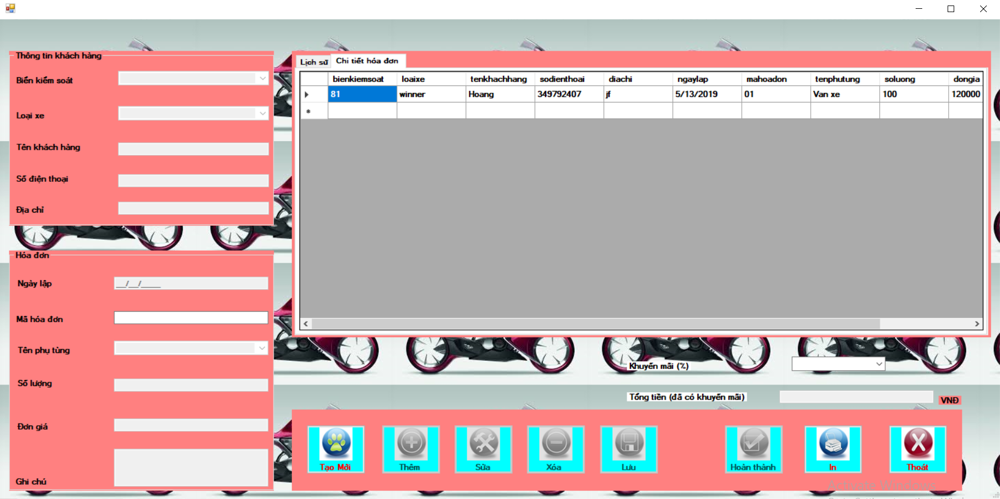 Thông tin khách hàng
Biển kiểm soát
Loại xe
Tên khách hàng
Số điện thoại
Địa chỉ
Hóa đơn
Ngày lập
__/__/____
Mã hóa đơn
Tên phụ tùng
Số lượng
Đơn giá
Ghi chú
Lịch sử
Chi tiết hóa đơn
bienkiemsoat loaixe tenkhachhang sodienthoai diachi ngaylap mahoadon tenphutung soluong dongia
81 winner Hoang 349792407 jf 5/13/2019 01 Van xe 100 120000
Khuyến mãi (%)
Tổng tiền (đã có khuyến mãi)
VNĐ
Tạo Mới
Thêm
Sửa
Xóa
Lưu
Hoàn thành
In
Thoát
Activate Windows